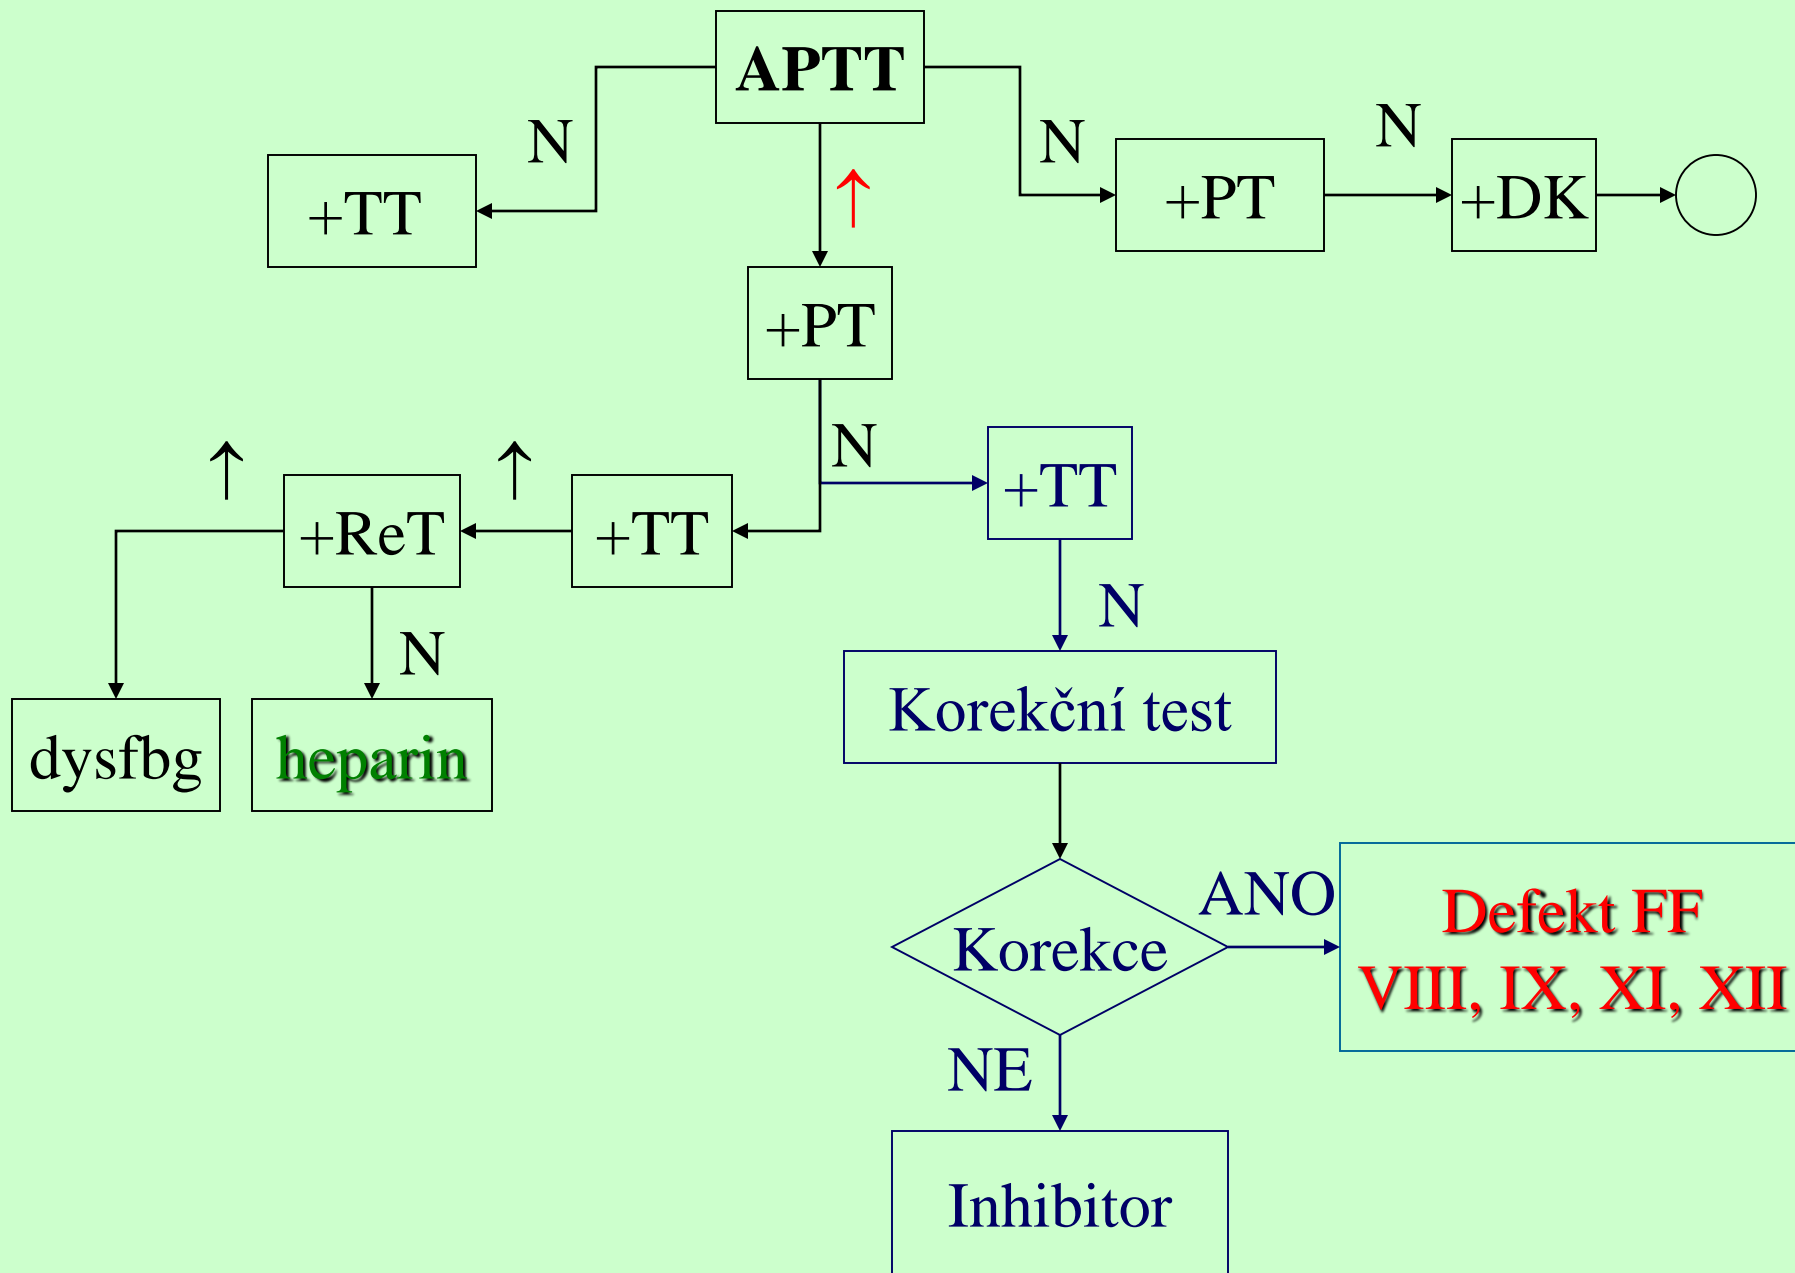 APTT
N
N
N
+TT
↑
+PT
+DK
+PT
↑
↑
N
+TT
+ReT
+TT
N
N
Korekční test
dysfbg
heparin
ANO
Defekt FF
Korekce
VIII, IX, XI, XII
NE
Inhibitor